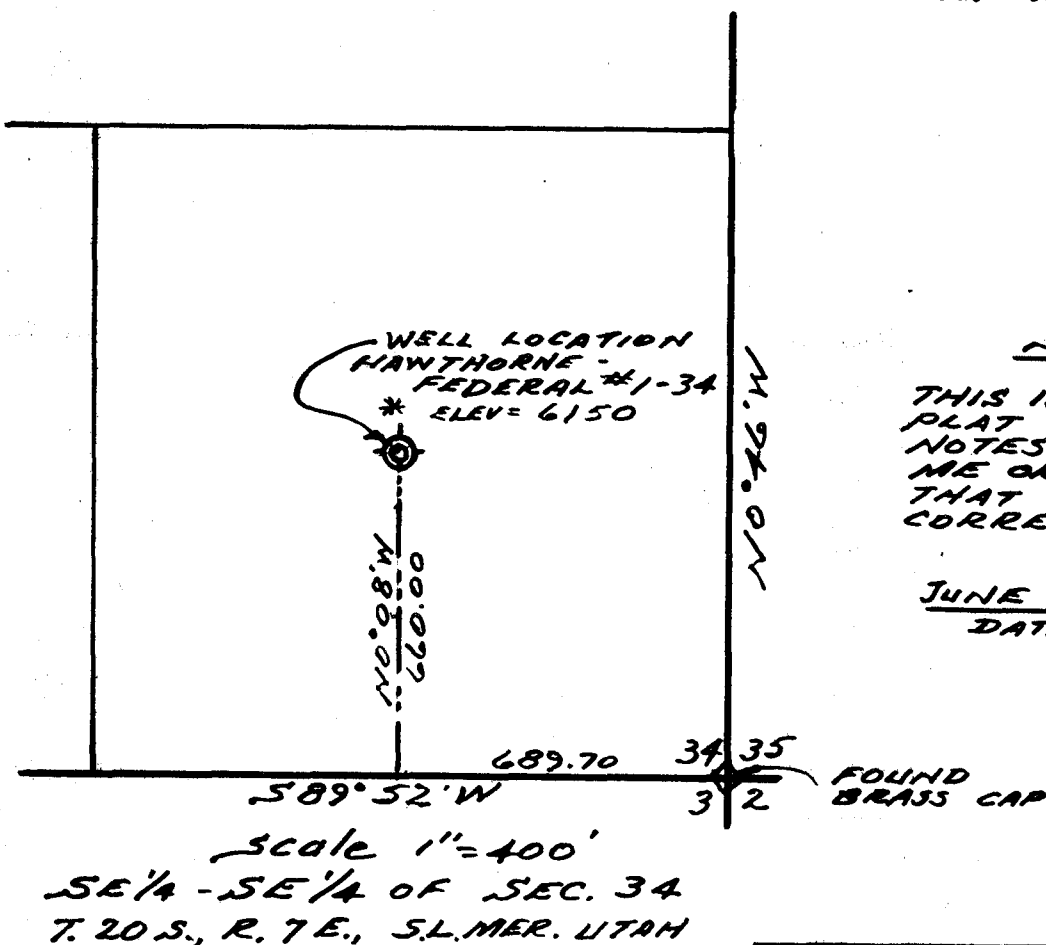 WELL LOCATION
HAWTHORNE -
FEDERAL #1-34
* ELEV= 6150
N0°46'W
THIS
PLAT
NOTES
ME OR
THAT
CORRE
JUNE
DAT
660.00
N0°08'W
689.70
34 35
3 2
FOUND
BRASS CAP
S89°52'W
Scale 1"=400'
SE1/4 - SE1/4 OF SEC. 34
T. 20 S., R. 7 E., S.L. MER. UTAH